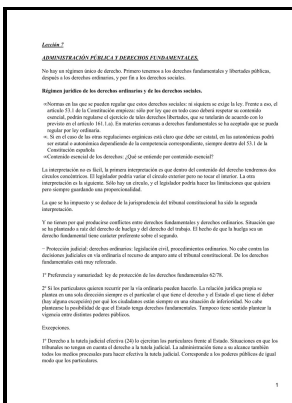 Lección 7
ADMINISTRACIÓN PÚBLICA Y DERECHOS FUNDAMENTALES.
No hay un régimen único de derecho. Primero tenemos a los derechos fundamentales y libertades públicas,
después a los derechos ordinarios, y por fin a los derechos sociales.
Régimen jurídico de los derechos ordinarios y de los derechos sociales.
Normas en las que se pueden regular que estos derechos sociales: ni siquiera se exige la ley. Frente a eso, el
artículo 53.1 de la Constitución empieza: sólo por ley que en todo caso deberá respetar su contenido
esencial, podrán regularse el ejercicio de tales derechos libertades, que se tutelarán de acuerdo con lo
previsto en el artículo 161.1.a). En materias cercanas a derechos fundamentales se ha aceptado que se pueda
regular por ley ordinaria.
Si en el caso de las otras regulaciones orgánicas está claro que debe ser estatal, en las autonómicas podrá
ser estatal o autonómico dependiendo de la competencia correspondiente, siempre dentro del 53.1 de la
Constitución española.
Contenido esencial de los derechos: ¿Qué se entiende por contenido esencial?
La interpretación no es fácil, la primera interpretación es que dentro del contenido del derecho tendremos dos
círculos concéntricos. El legislador podría variar el círculo exterior pero no tocar el interior. La otra
interpretación es la siguiente. Sólo hay un círculo, y el legislador podría hacer las limitaciones que quisiera
pero siempre guardando una proporcionalidad.
La que se ha impuesto y se deduce de la jurisprudencia del tribunal constitucional ha sido la segunda
interpretación.
Y no tienen por qué producirse conflictos entre derechos fundamentales y derechos ordinarios. Situación que
se ha planteado a raíz del derecho de huelga y del derecho del trabajo. El hecho de que la huelga sea un
derecho fundamental tiene carácter preferente sobre el segundo.
− Protección judicial: derechos ordinarios: legislación civil, procedimientos ordinarios. No cabe contra las
decisiones judiciales en vía ordinaria el recurso de amparo ante el tribunal constitucional. De los derechos
fundamentales está muy reforzado.
1º Preferencia y sumariedad: ley de protección de los derechos fundamentales 62/78.
2º Si los particulares quieren recurrir por la vía ordinaria pueden hacerlo. La relación jurídica propia se
plantea en una sola dirección siempre es el particular el que tiene el derecho y el Estado el que tiene el deber
(hay alguna excepción) por que los ciudadanos están siempre en una situación de inferioridad. No cabe
plantearse la posibilidad de que el Estado tenga derechos fundamentales. Tampoco tiene sentido plantear la
vigencia entre distintos poderes públicos.
Excepciones.
1º Derecho a la tutela judicial efectiva (24) lo ejercitan los particulares frente al Estado. Situaciones en que los
tribunales no tengan en cuenta el derecho a la tutela judicial. La administración tiene a su alcance también
todos los medios procesales para hacer efectiva la tutela judicial. Corresponde a los poderes públicos de igual
modo que los particulares.